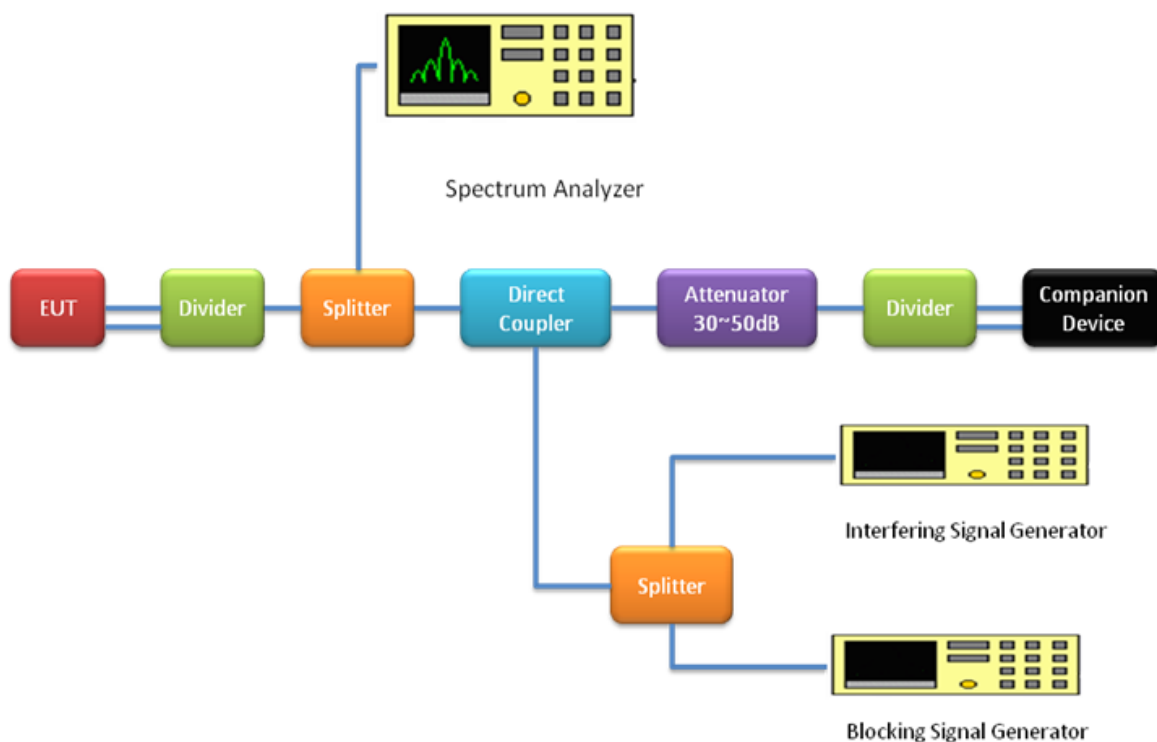 Spectrum Analyzer
EUT
Divider
Splitter
Direct
Coupler
Attenuator
30~50dB
Divider
Companion
Device
Interfering Signal Generator
Splitter
Blocking Signal Generator